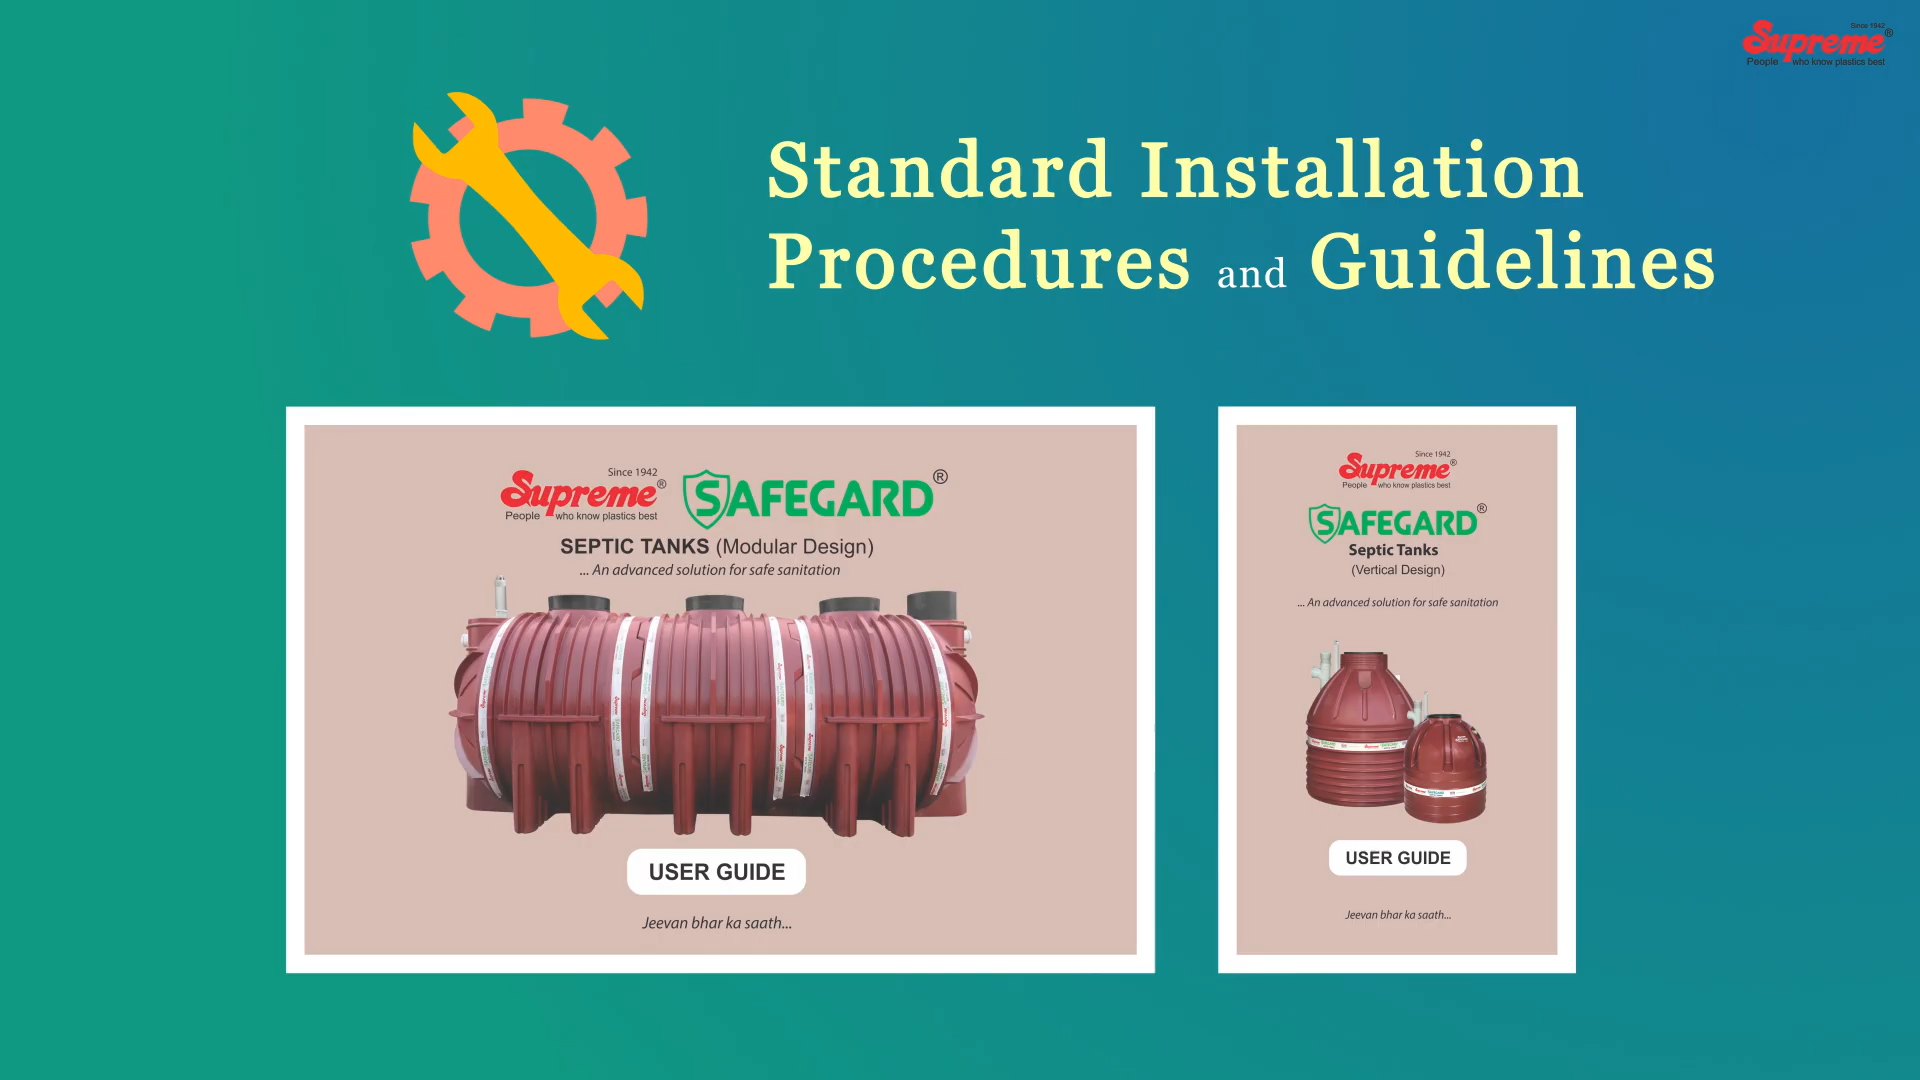 Since 1942
Supreme®
People who know plastics best
Standard Installation
Procedures and Guidelines
Since 1942
Supreme®
People who know plastics best
SAFEGARD®
SEPTIC TANKS (Modular Design)
... An advanced solution for safe sanitation
USER GUIDE
Jeevan bhar ka saath...
Since 1942
Supreme®
People who know plastics best
SAFEGARD®
Septic Tanks
(Vertical Design)
... An advanced solution for safe sanitation
USER GUIDE
Jeevan bhar ka saath...